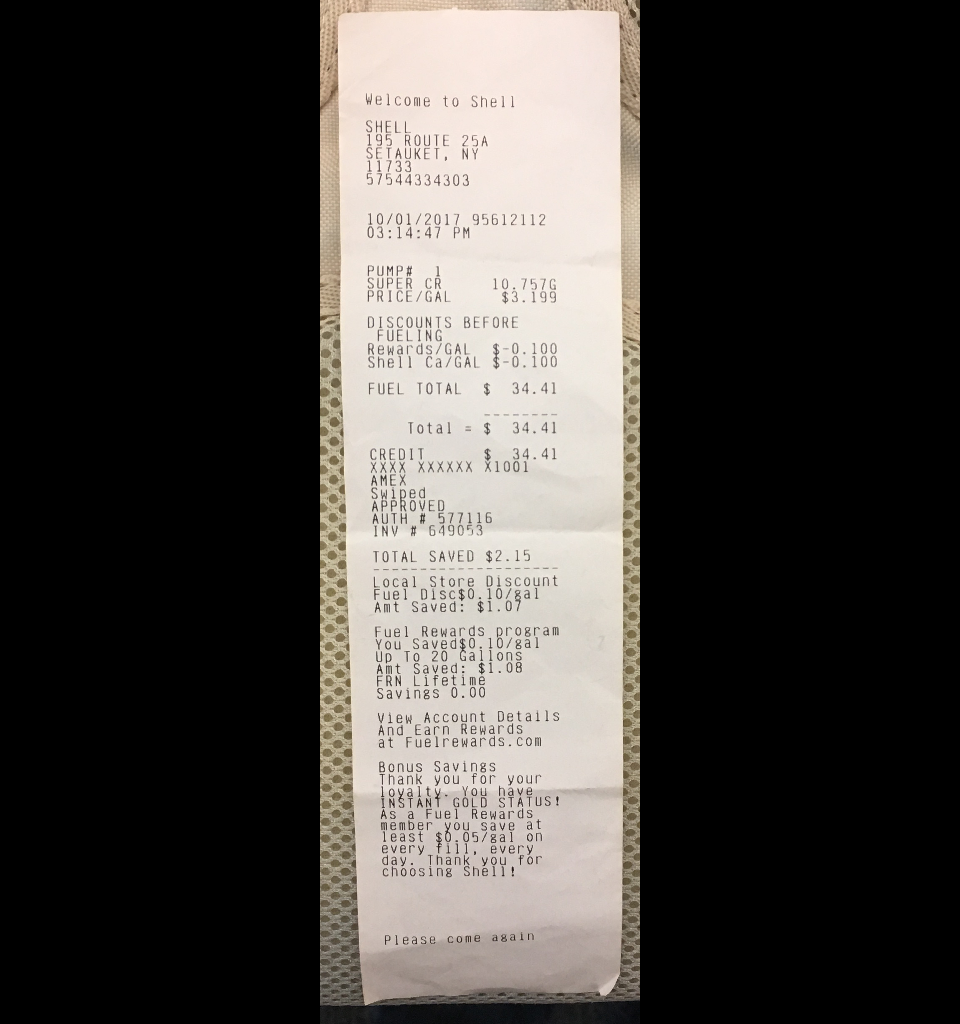 Welcome to Shell
SHELL
195 ROUTE 25A
SETAUKET, NY
11733
57544334303
10/01/2017 95612112
03:14:47 PM
PUMP# 1
SUPER CR 10.757G
PRICE/GAL $3.199
DISCOUNTS BEFORE
FUELING
Rewards/GAL $-0.100
Shell Ca/GAL $-0.100
FUEL TOTAL $ 34.41
--------
Total = $ 34.41
CREDIT $ 34.41
XXXX XXXXXX X1001
AMEX
Swiped
APPROVED
AUTH # 577116
INV # 649053
TOTAL SAVED $2.15
--------------------
Local Store Discount
Fuel Disc$0.10/gal
Amt Saved: $1.07
Fuel Rewards program
You Saved$0.10/gal
Up To 20 Gallons
Amt Saved: $1.08
FRN Lifetime
Savings 0.00
View Account Details
And Earn Rewards
at Fuelrewards.com
Bonus Savings
Thank you for your
loyalty. You have
INSTANT GOLD STATUS!
As a Fuel Rewards
member you save at
least $0.05/gal on
every fill, every
day. Thank you for
choosing Shell!
Please come again